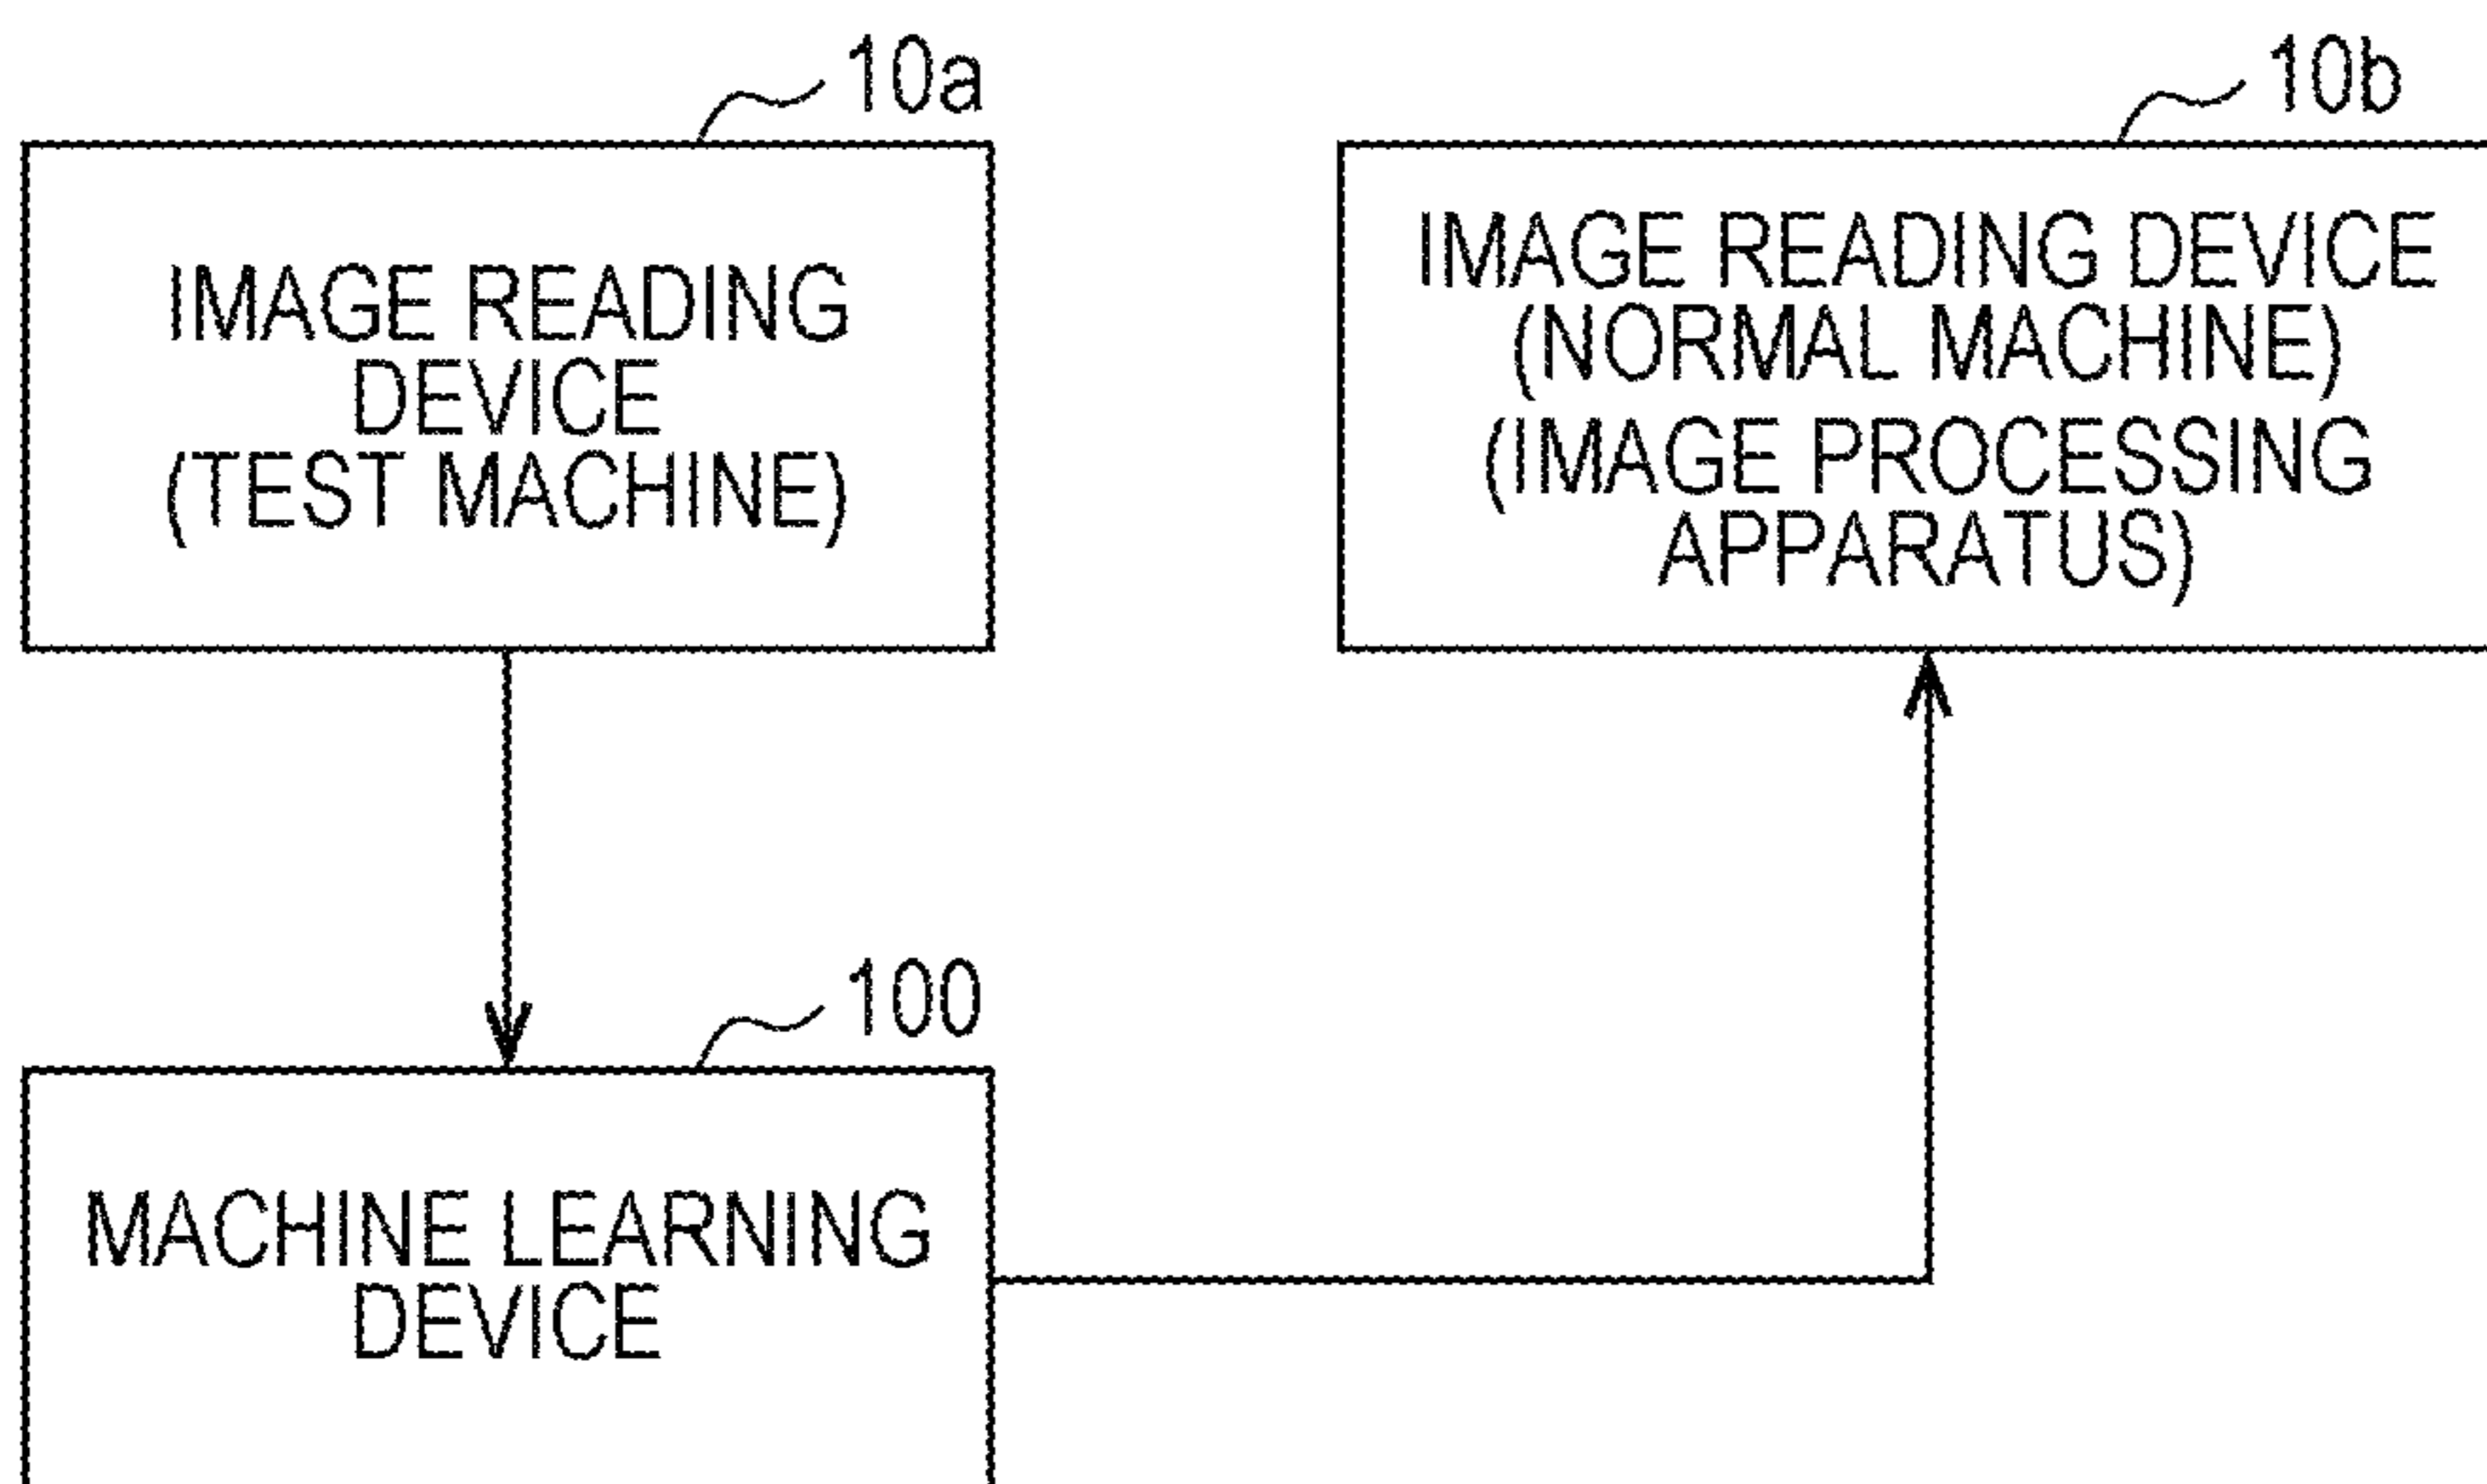 10a
IMAGE READING
DEVICE
(TEST MACHINE)
10b
IMAGE READING DEVICE
(NORMAL MACHINE)
(IMAGE PROCESSING
APPARATUS)
100
MACHINE LEARNING
DEVICE